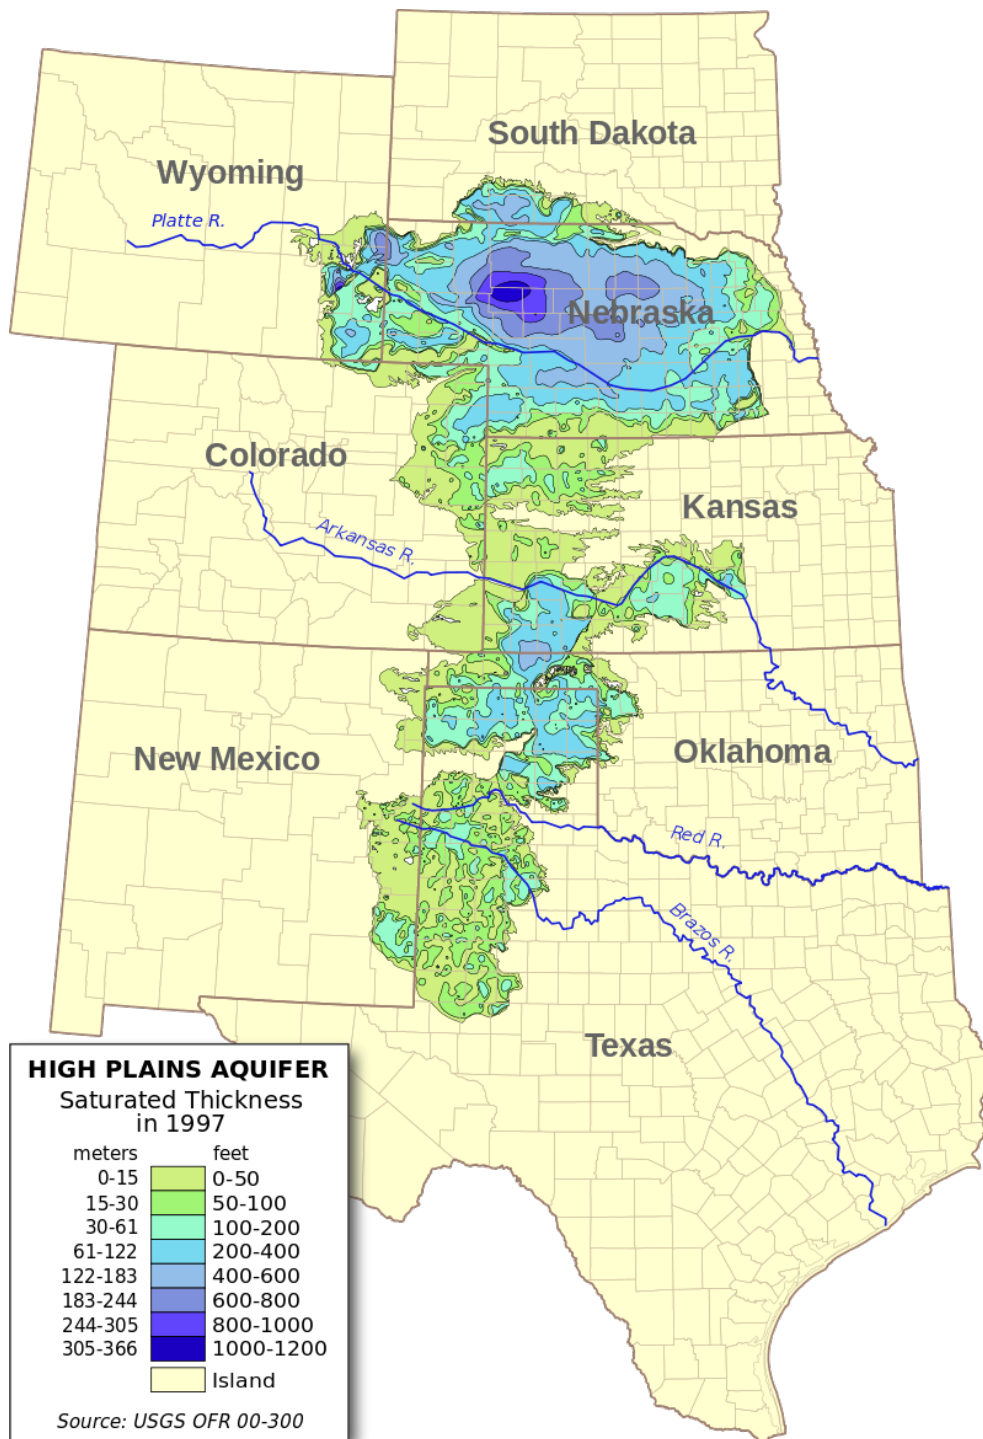 South Dakota
Wyoming
Platte R.
Nebraska
Colorado
Kansas
Arkansas R.
New Mexico
Oklahoma
Red R.
Brazos R.
Texas
HIGH PLAINS AQUIFER
Saturated Thickness
in 1997
meters feet
0-15 0-50
15-30 50-100
30-61 100-200
61-122 200-400
122-183 400-600
183-244 600-800
244-305 800-1000
305-366 1000-1200
Island
Source: USGS OFR 00-300